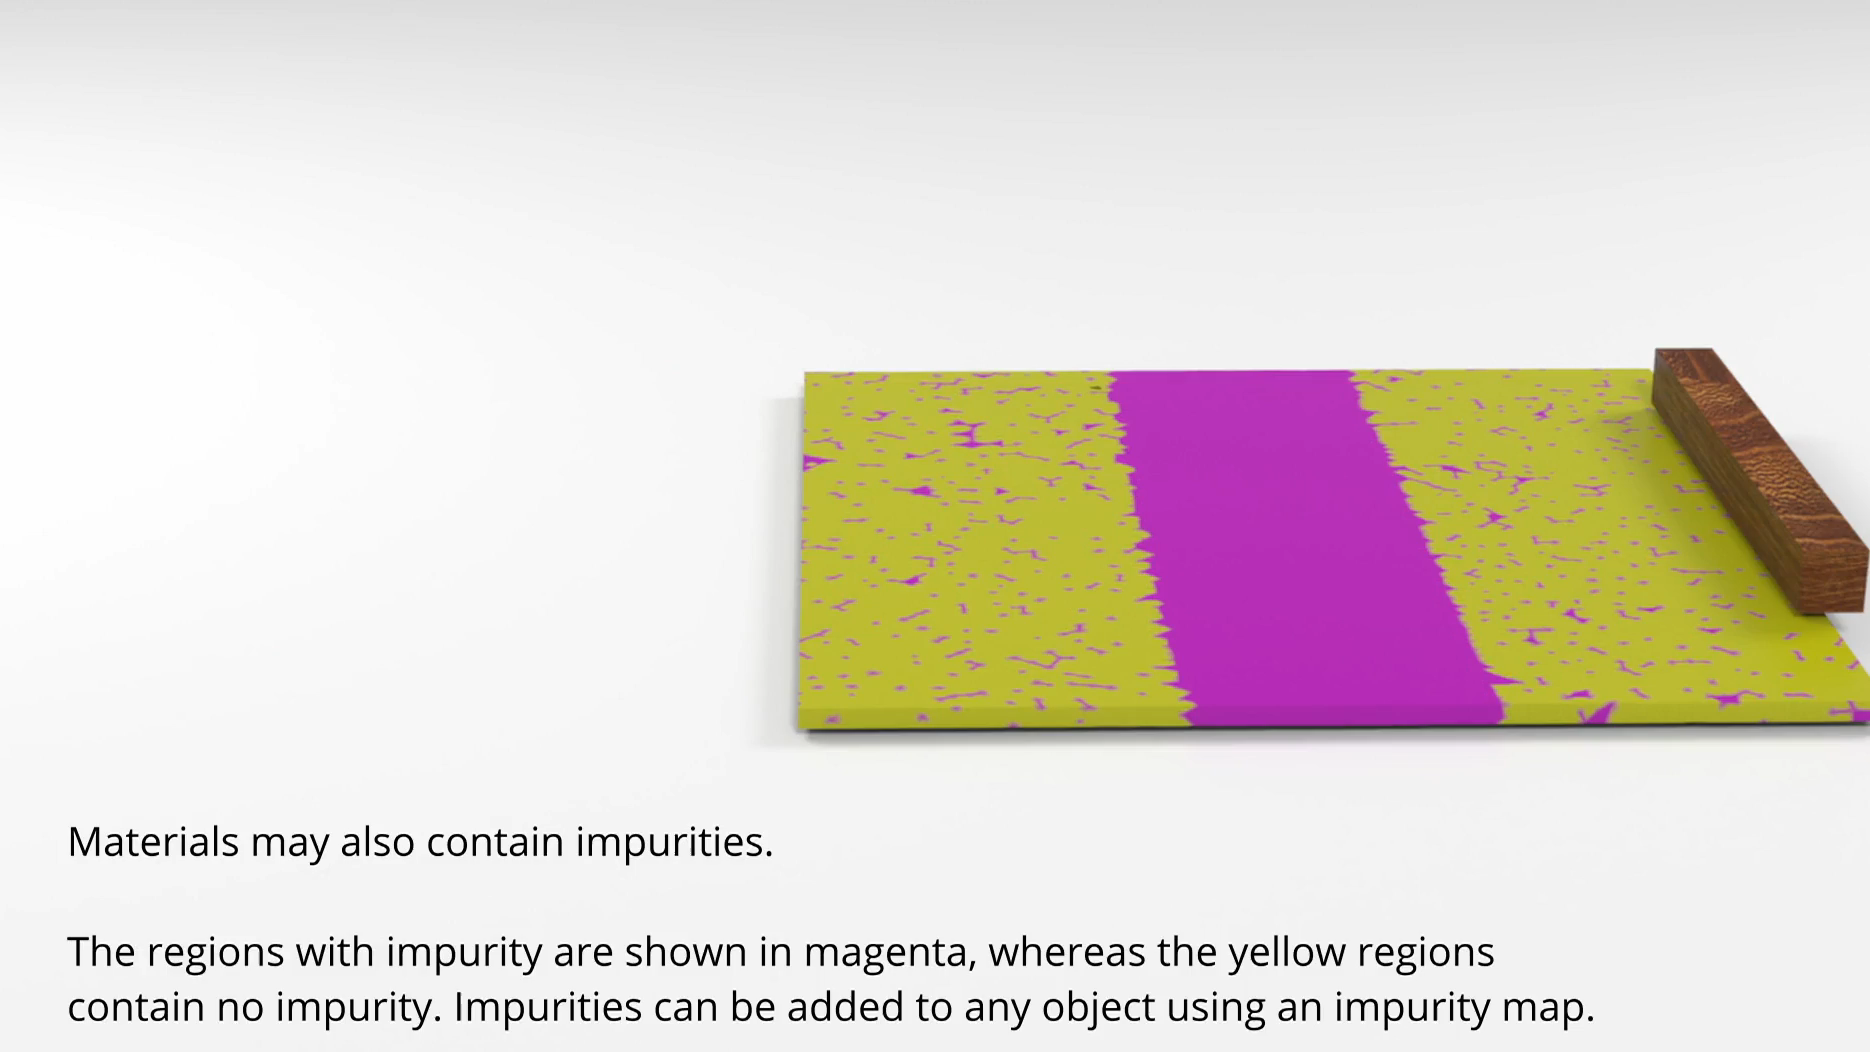 Materials may also contain impurities.
The regions with impurity are shown in magenta, whereas the yellow regions
contain no impurity. Impurities can be added to any object using an impurity map.